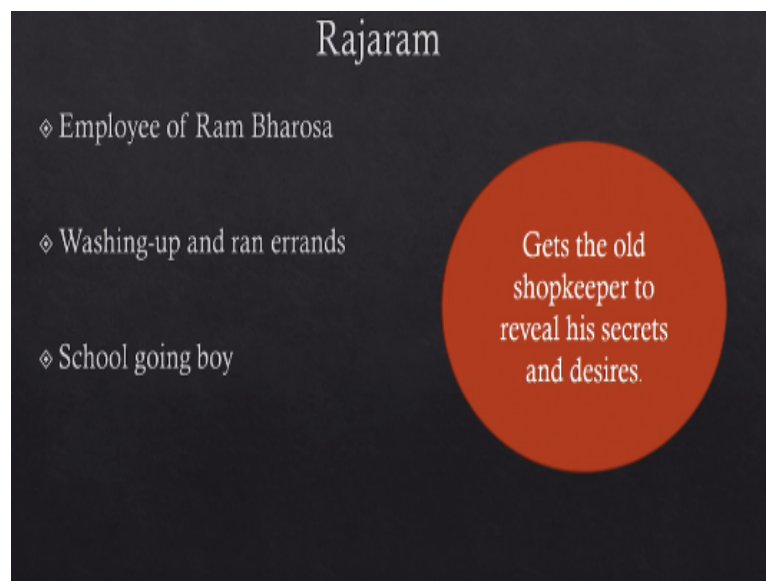 Rajaram
Employee of Ram Bharosa
Washing-up and ran errands
School going boy
Gets the old
shopkeeper to
reveal his secrets
and desires.